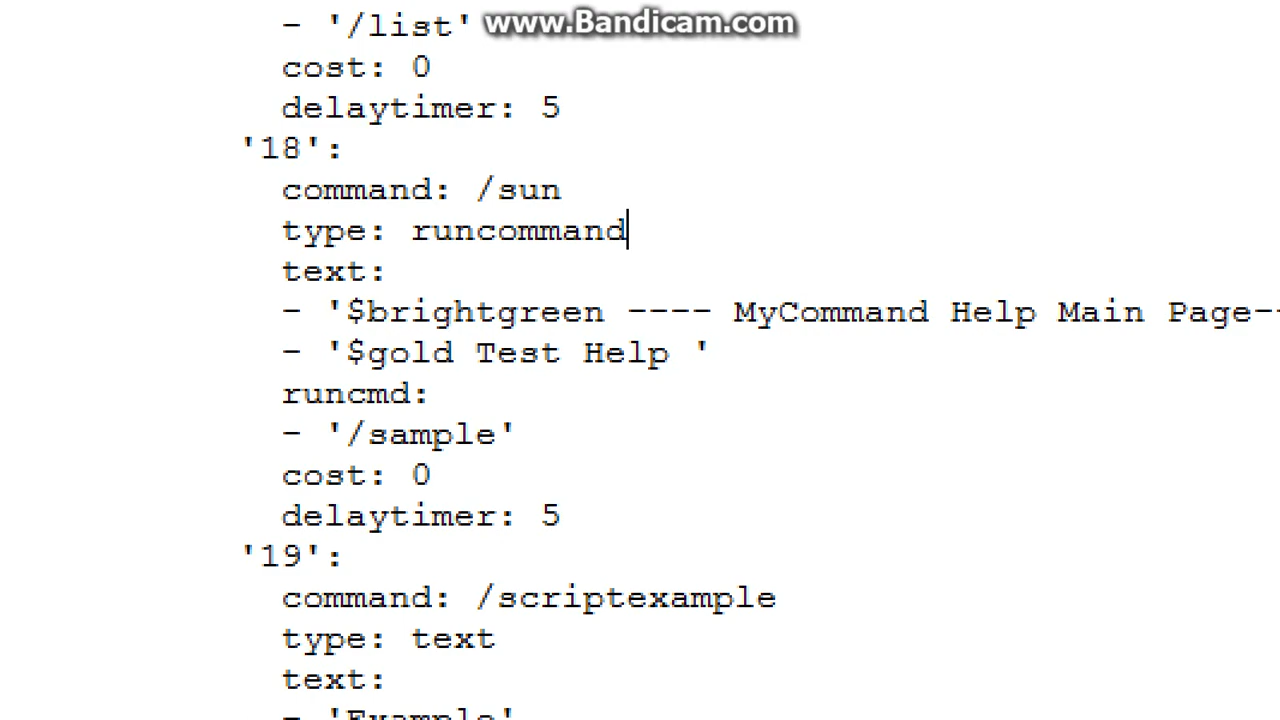 - '/list' www.Bandicam.com
cost: 0
delaytimer: 5
'18':
command: /sun
type: runcommand
text:
- '$brightgreen ---- MyCommand Help Main Page--
- '$gold Test Help '
runcmd:
- '/sample'
cost: 0
delaytimer: 5
'19':
command: /scriptexample
type: text
text:
- 'Example'